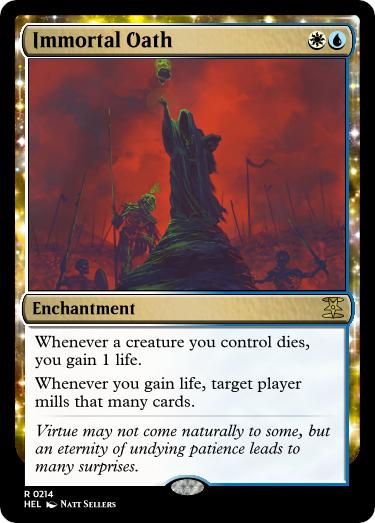 Immortal Oath
Enchantment
Whenever a creature you control dies,
you gain 1 life.
Whenever you gain life, target player
mills that many cards.
Virtue may not come naturally to some, but
an eternity of undying patience leads to
many surprises.
R 0214
HEL Natt Sellers